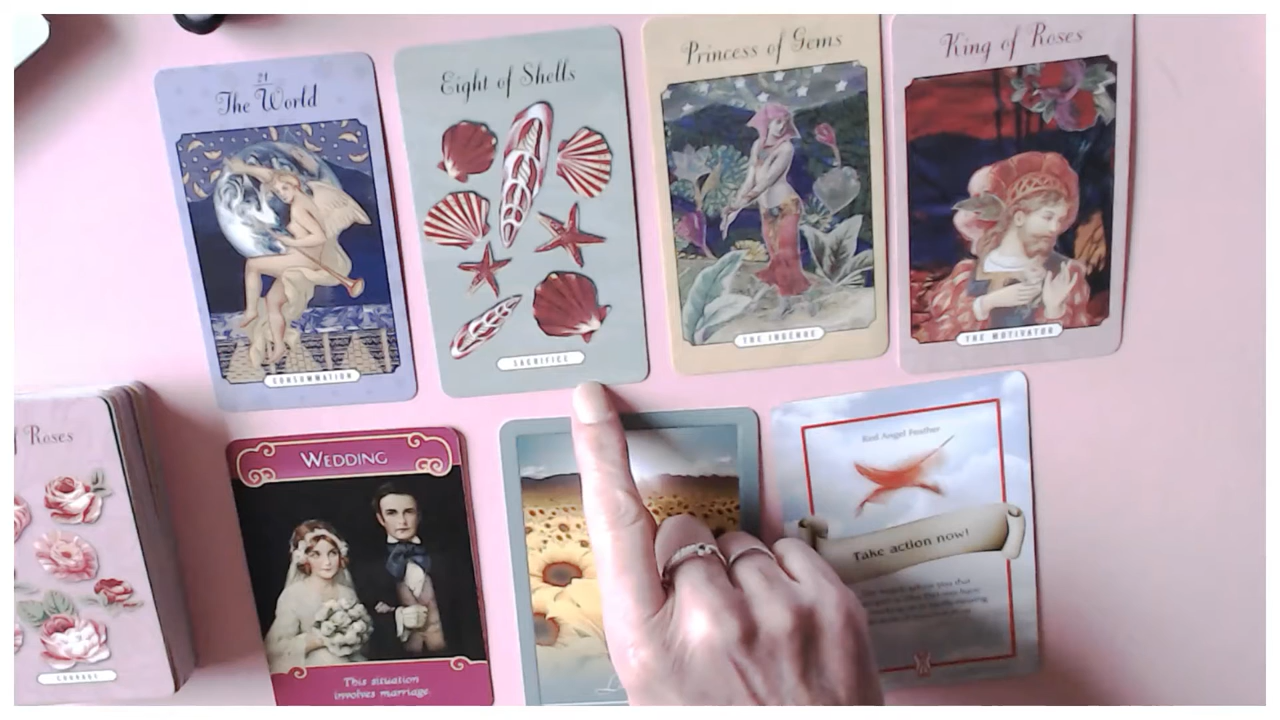 21
The World
CONSUMMATION
Eight of Shells
SACRIFICE
Princess of Gems
THE INGENUE
King of Roses
THE MOTIVATOR
Roses
COURAGE
WEDDING
This situation
involves marriage.
Red Angel Feather
Take action now!